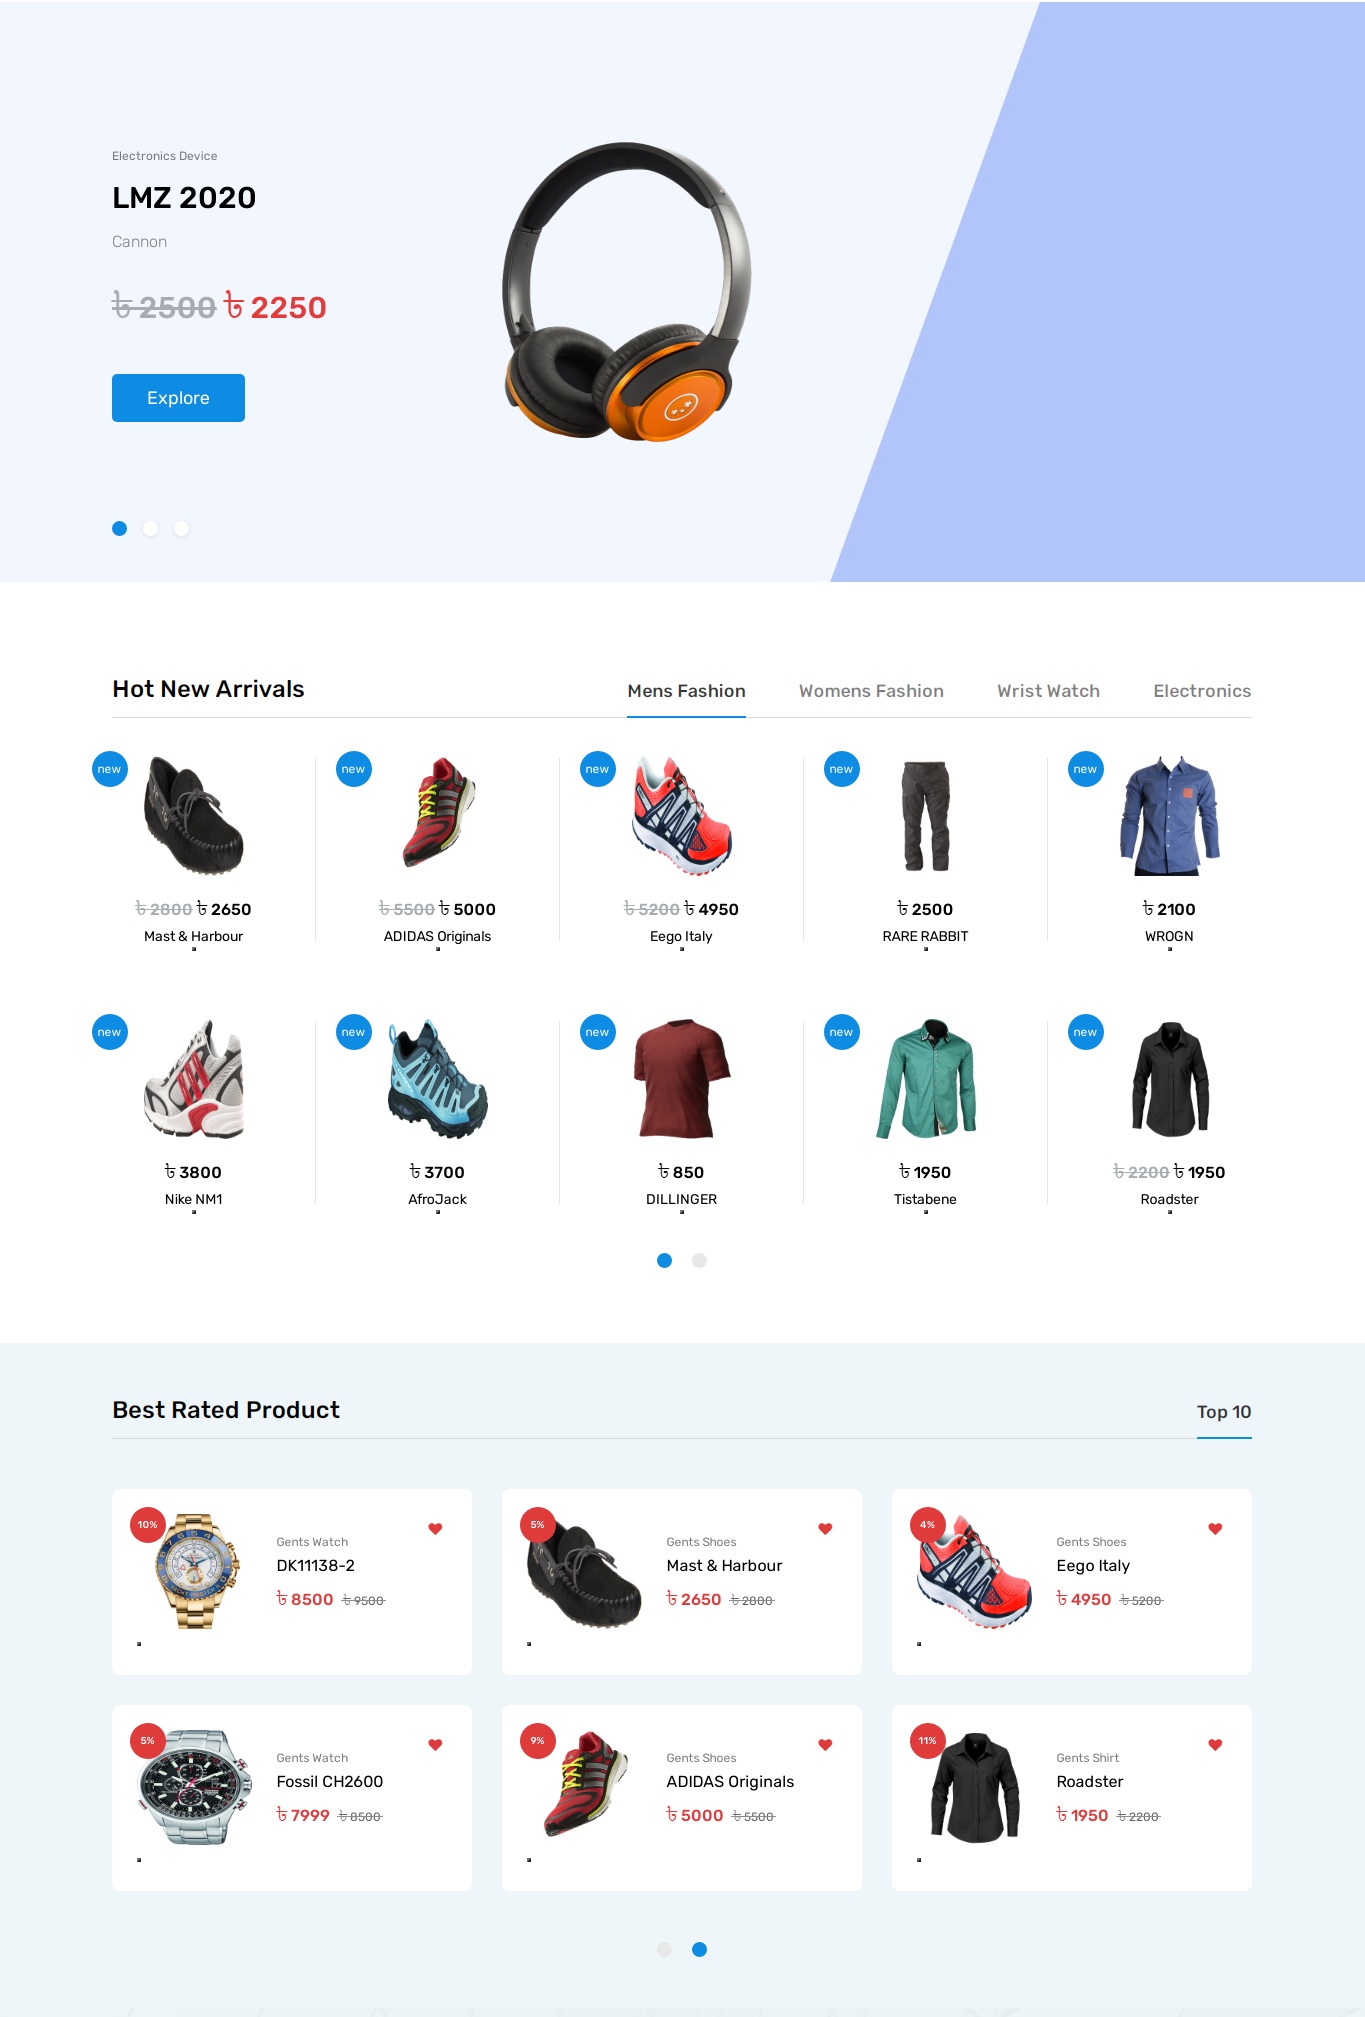 Electronics Device
LMZ 2020
Cannon
৳ 2500 ৳ 2250
Explore
Hot New Arrivals
Mens Fashion
Womens Fashion
Wrist Watch
Electronics
new
new
new
new
new
৳ 2800 ৳ 2650
৳ 5500 ৳ 5000
৳ 5200 ৳ 4950
৳ 2500
৳ 2100
Mast & Harbour
ADIDAS Originals
Eego Italy
RARE RABBIT
WROGN
new
new
new
new
new
৳ 3800
৳ 3700
৳ 850
৳ 1950
৳ 2200 ৳ 1950
Nike NM1
AfroJack
DILLINGER
Tistabene
Roadster
Best Rated Product
Top 10
10%
Gents Watch
DK11138-2
৳ 8500 ৳ 9500
5%
Gents Shoes
Mast & Harbour
৳ 2650 ৳ 2800
4%
Gents Shoes
Eego Italy
৳ 4950 ৳ 5200
5%
Gents Watch
Fossil CH2600
৳ 7999 ৳ 8500
9%
Gents Shoes
ADIDAS Originals
৳ 5000 ৳ 5500
11%
Gents Shirt
Roadster
৳ 1950 ৳ 2200